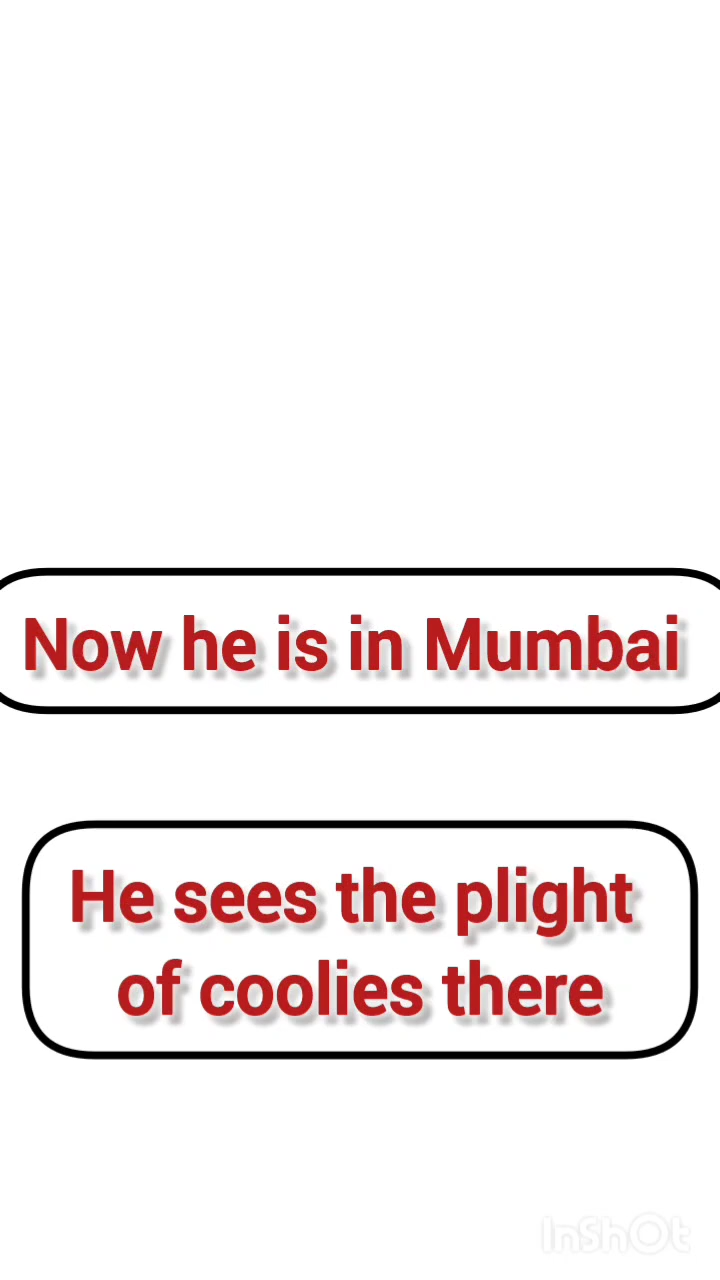 Now he is in Mumbai
He sees the plight
of coolies there
InShOt